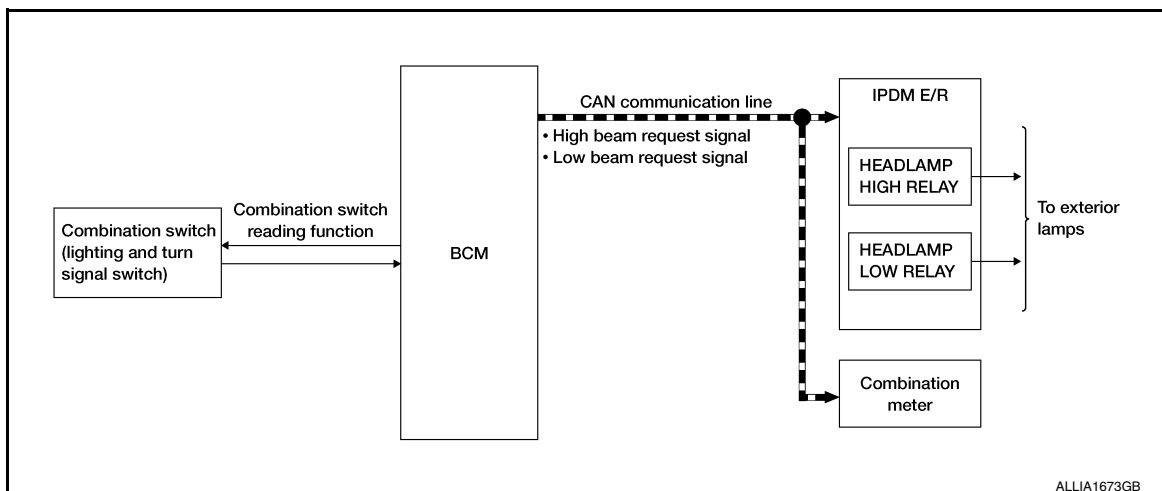 CAN communication line
• High beam request signal
• Low beam request signal
IPDM E/R
HEADLAMP
HIGH RELAY
HEADLAMP
LOW RELAY
To exterior
lamps
Combination switch
reading function
Combination switch
(lighting and turn
signal switch)
BCM
Combination
meter
ALLIA1673GB